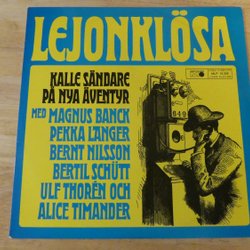 LEJONKLÖSA
KALLE SÄNDARE
PÅ NYA ÄVENTYR
MED MAGNUS BANCK
PEKKA LANGER
BERNT NILSSON
BERTIL SCHÜTT
ULF THORÉN OCH
ALICE TIMANDER